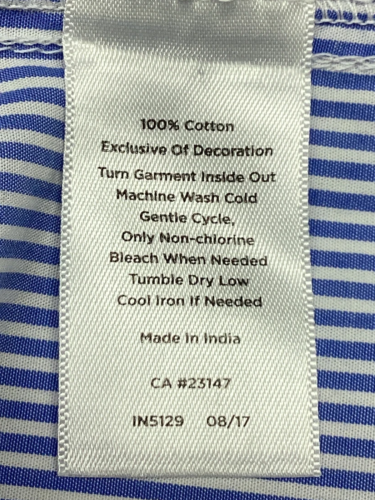 100% Cotton
Exclusive Of Decoration
Turn Garment Inside Out
Machine Wash Cold
Gentle Cycle,
Only Non-chlorine
Bleach When Needed
Tumble Dry Low
Cool Iron If Needed
Made In India
CA #23147
IN5129 08/17